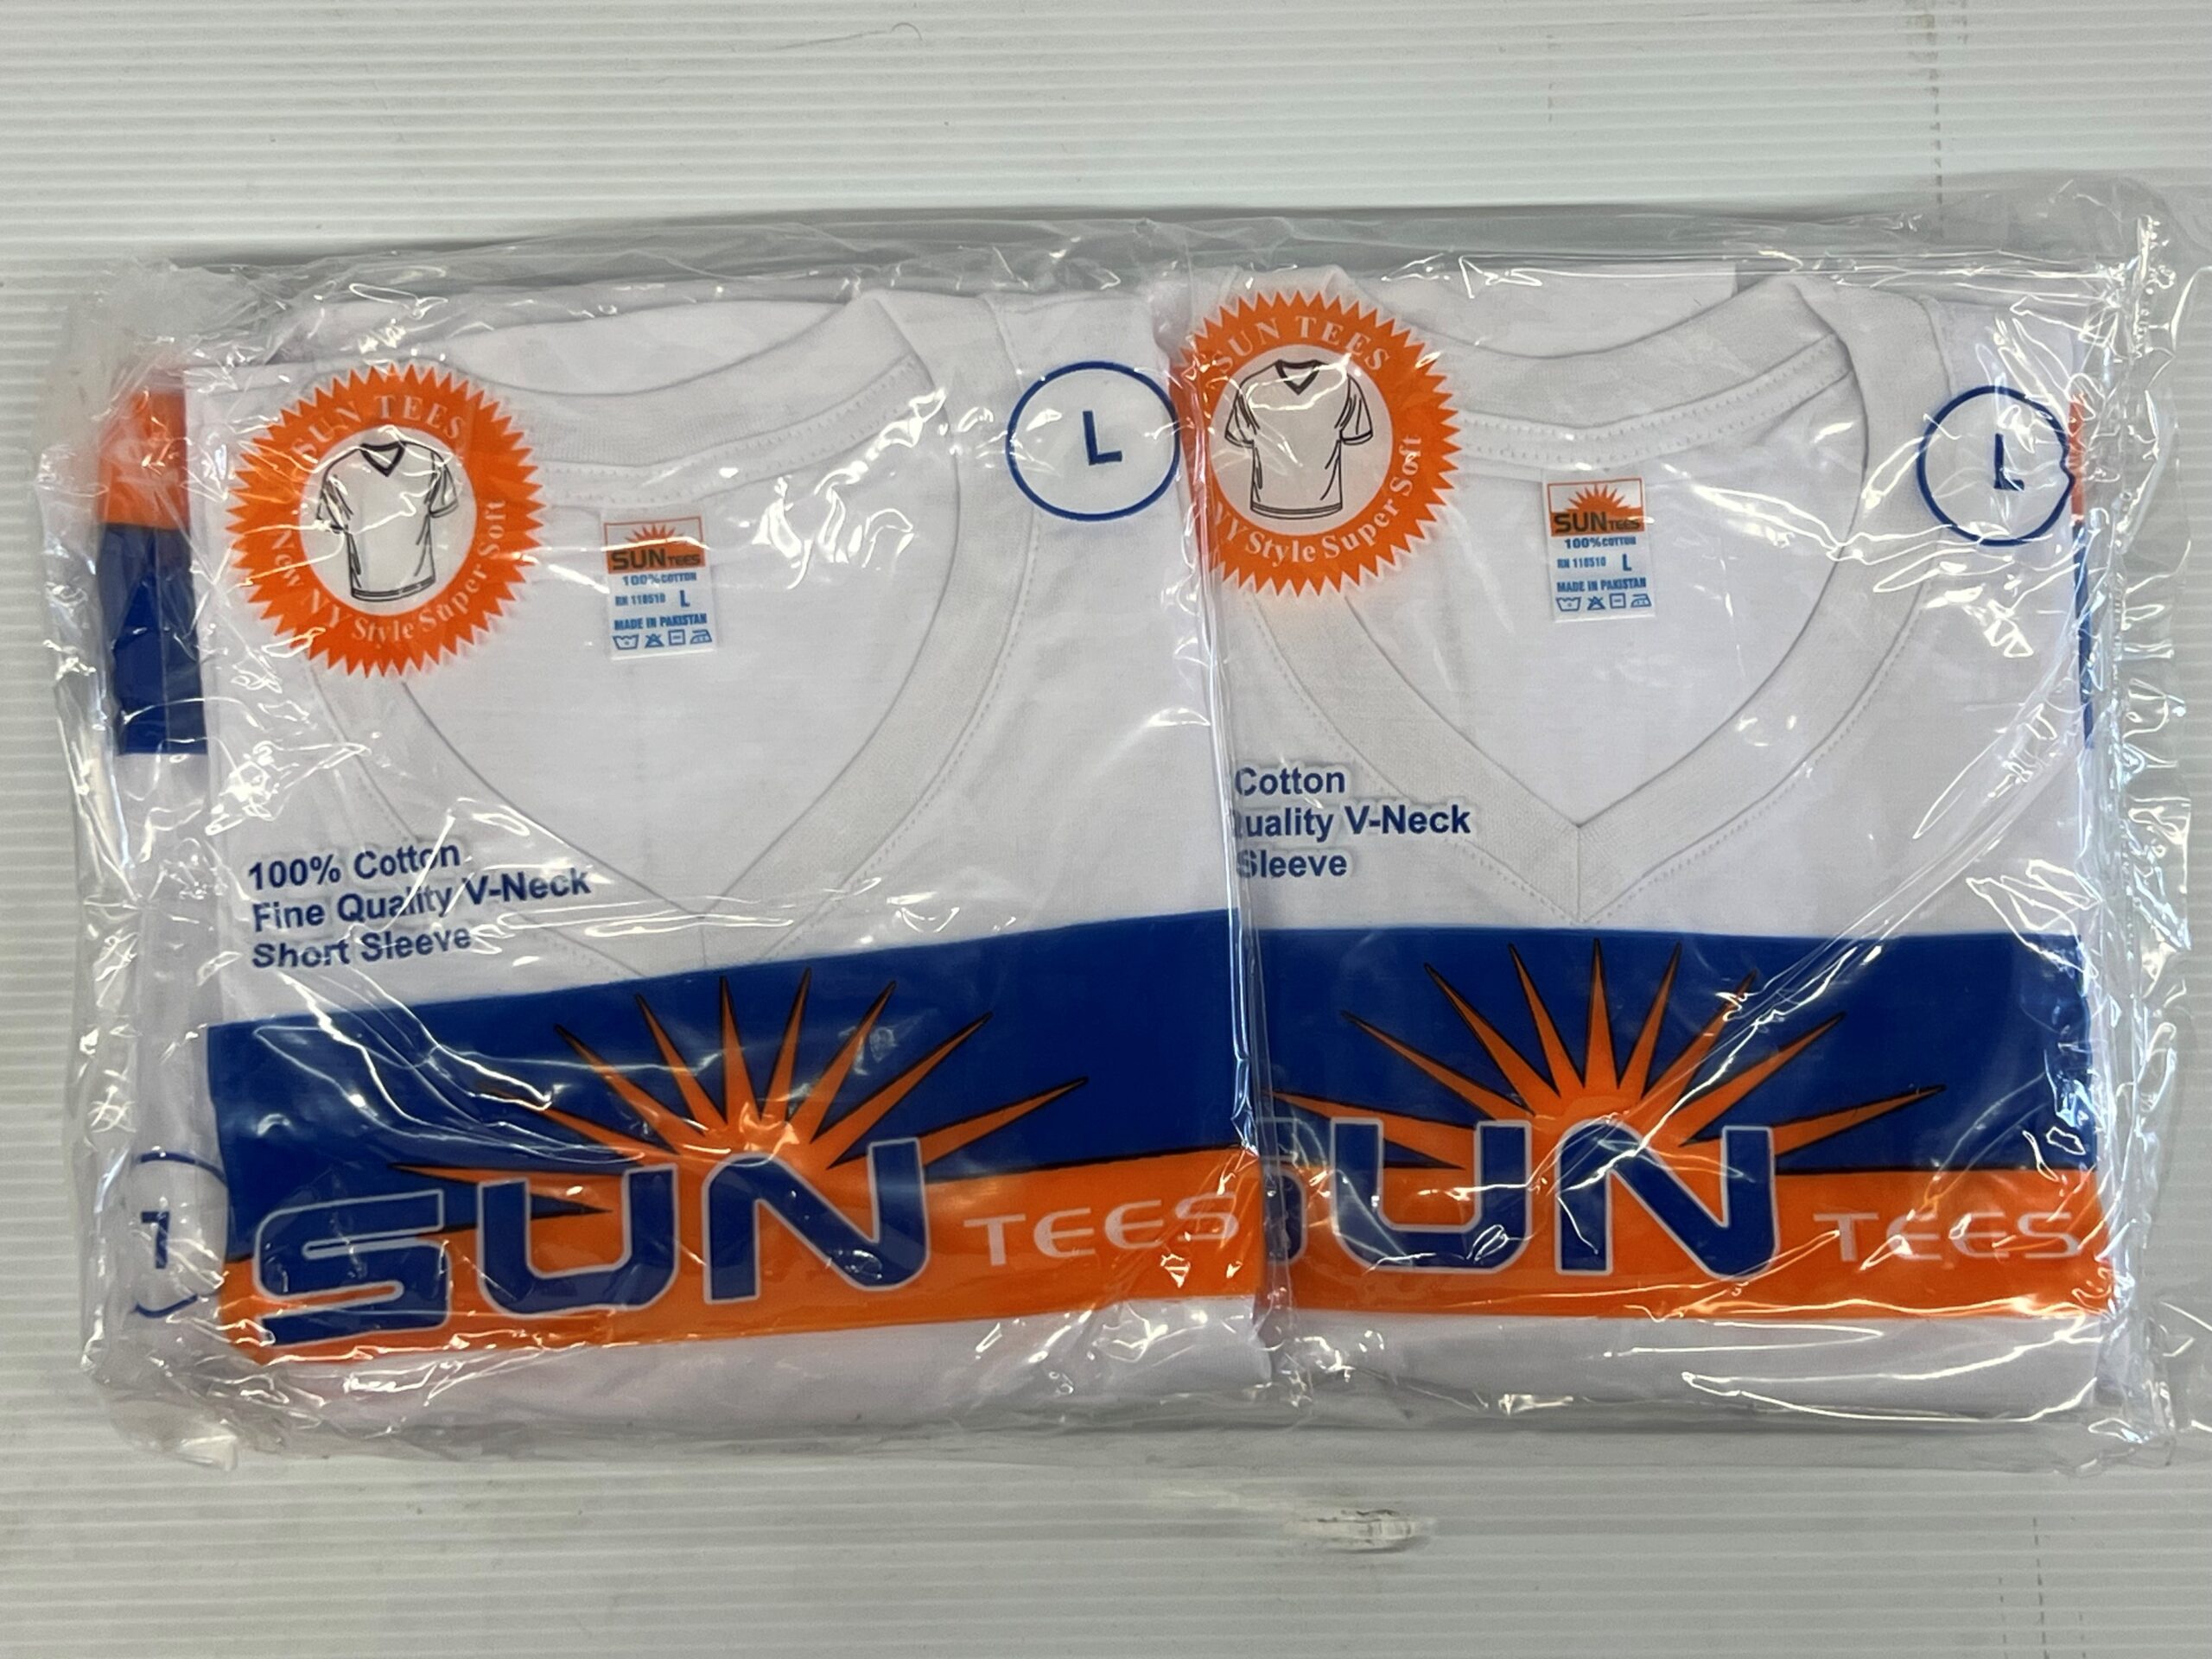 SUN TEES
New NY Style Super Soft
SUN TEES
100% COTTON
RN 118510 L
MADE IN PAKISTAN
L
100% Cotton
Fine Quality V-Neck
Short Sleeve
SUN TEES
SUN TEES
NY Style Super Soft
SUN TEES
100% COTTON
RN 118510 L
MADE IN PAKISTAN
L
Cotton
uality V-Neck
Sleeve
SUN TEES